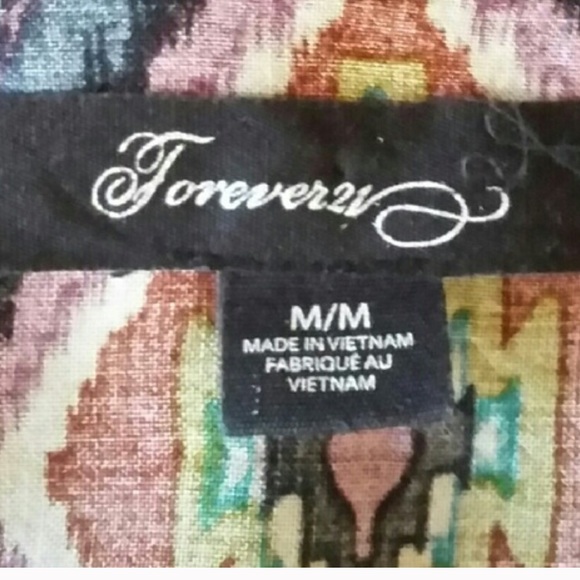 Forever21
M/M
MADE IN VIETNAM
FABRIQUÉ AU
VIETNAM